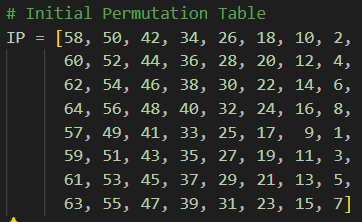 # Initial Permutation Table
IP = [58, 50, 42, 34, 26, 18, 10, 2,
60, 52, 44, 36, 28, 20, 12, 4,
62, 54, 46, 38, 30, 22, 14, 6,
64, 56, 48, 40, 32, 24, 16, 8,
57, 49, 41, 33, 25, 17, 9, 1,
59, 51, 43, 35, 27, 19, 11, 3,
61, 53, 45, 37, 29, 21, 13, 5,
63, 55, 47, 39, 31, 23, 15, 7]